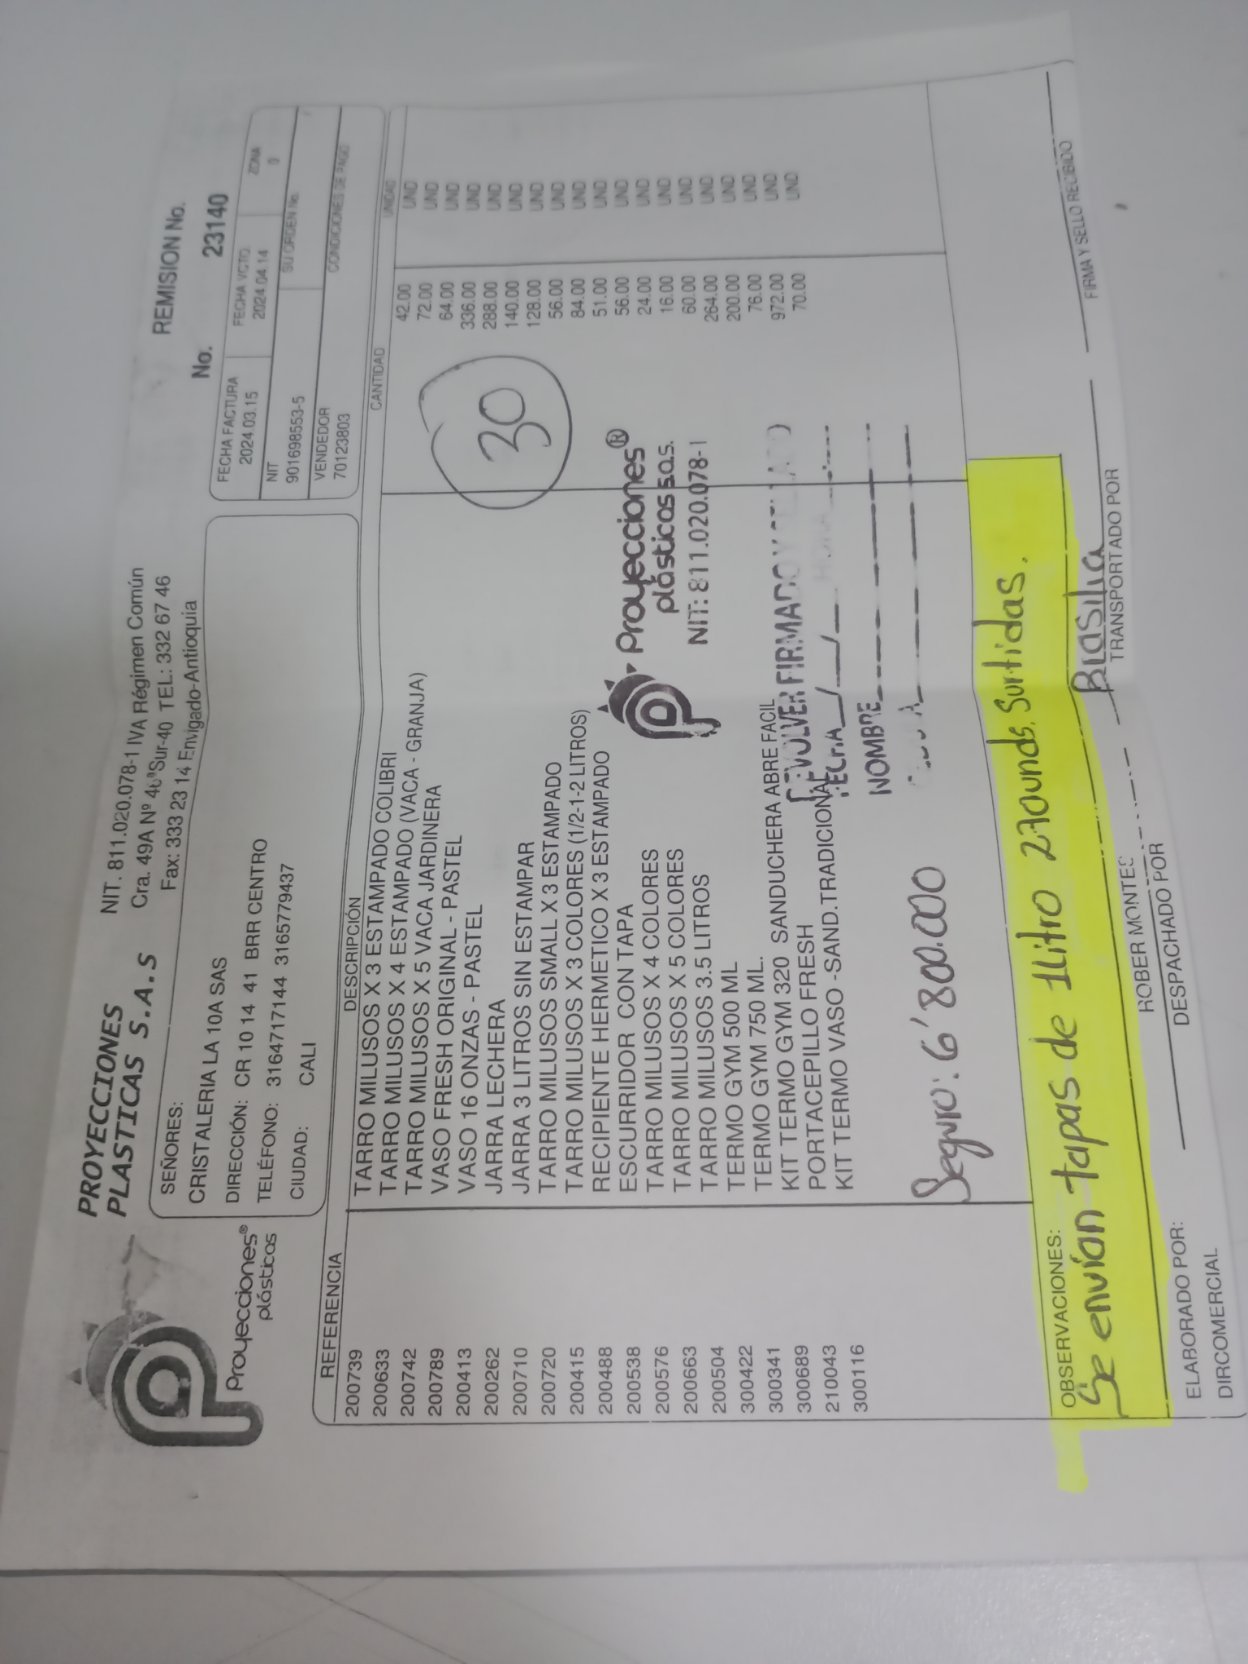 Proyecciones®
plásticas
PROYECCIONES
PLASTICAS S.A.S
NIT. 811.020.078-1 IVA Régimen Común
Cra. 49A Nº Sur-40 TEL: 332 67 46
Fax: 333 23 14 Envigado-Antioquia
REMISION No.
No. 23140
SEÑORES:
CRISTALERIA LA 10A SAS
DIRECCIÓN: CR 10 14 41 BRR CENTRO
TELÉFONO: 3164717144 3165779437
CIUDAD: CALI
FECHA FACTURA FECHA VCTO. ZONA
2024.03.15 2024.04.14 0
NIT SU ORDEN No.
901698553-5
VENDEDOR CONDICIONES DE PAGO
70123803
REFERENCIA DESCRIPCIÓN CANTIDAD UNIDAD
200739 TARRO MILUSOS X 3 ESTAMPADO COLIBRI 42.00 UND
200633 TARRO MILUSOS X 4 ESTAMPADO (VACA - GRANJA) 72.00 UND
200742 TARRO MILUSOS X 5 VACA JARDINERA 64.00 UND
200789 VASO FRESH ORIGINAL - PASTEL 336.00 UND
200413 VASO 16 ONZAS - PASTEL 288.00 UND
200262 JARRA LECHERA 140.00 UND
200710 JARRA 3 LITROS SIN ESTAMPAR 128.00 UND
200720 TARRO MILUSOS SMALL X 3 ESTAMPADO 56.00 UND
200415 TARRO MILUSOS X 3 COLORES (1/2-1-2 LITROS) 84.00 UND
200488 RECIPIENTE HERMETICO X 3 ESTAMPADO 51.00 UND
200538 ESCURRIDOR CON TAPA 56.00 UND
200576 TARRO MILUSOS X 4 COLORES 24.00 UND
200663 TARRO MILUSOS X 5 COLORES 16.00 UND
200504 TARRO MILUSOS 3.5 LITROS 60.00 UND
300422 TERMO GYM 500 ML 264.00 UND
300341 TERMO GYM 750 ML. 200.00 UND
300689 KIT TERMO GYM 320 SANDUCHERA ABRE FACIL 76.00 UND
210043 PORTACEPILLO FRESH 972.00 UND
300116 KIT TERMO VASO -SAND.TRADICIONAL 70.00 UND
30
Proyecciones®
plásticas s.a.s.
NIT: 811.020.078-1
DEVOLVER FIRMADO Y
FECHA / / HORA
NOMBRE
Seguro: 6'800.000
OBSERVACIONES:
Se envían tapas de 1litro 270unds. Surtidas.
ROBER MONTES Brasilia
ELABORADO POR: DESPACHADO POR TRANSPORTADO POR FIRMA Y SELLO RECIBIDO
DIRCOMERCIAL